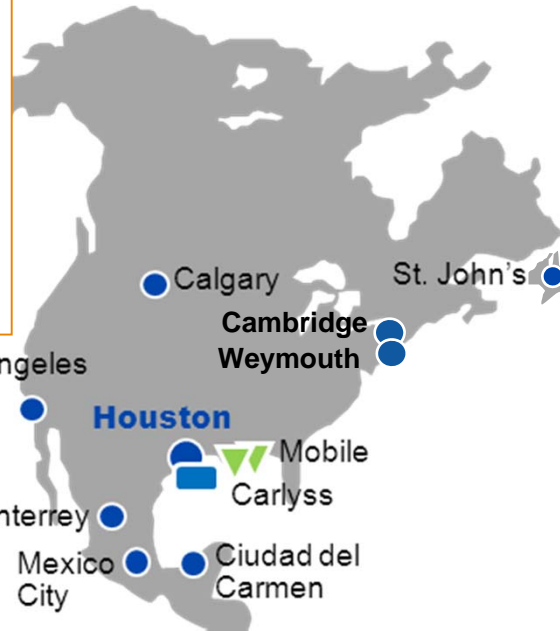 Calgary
St. John's
Cambridge
Weymouth
ngeles
Houston
Mobile
Carlyss
nterrey
Mexico
City
Ciudad del
Carmen